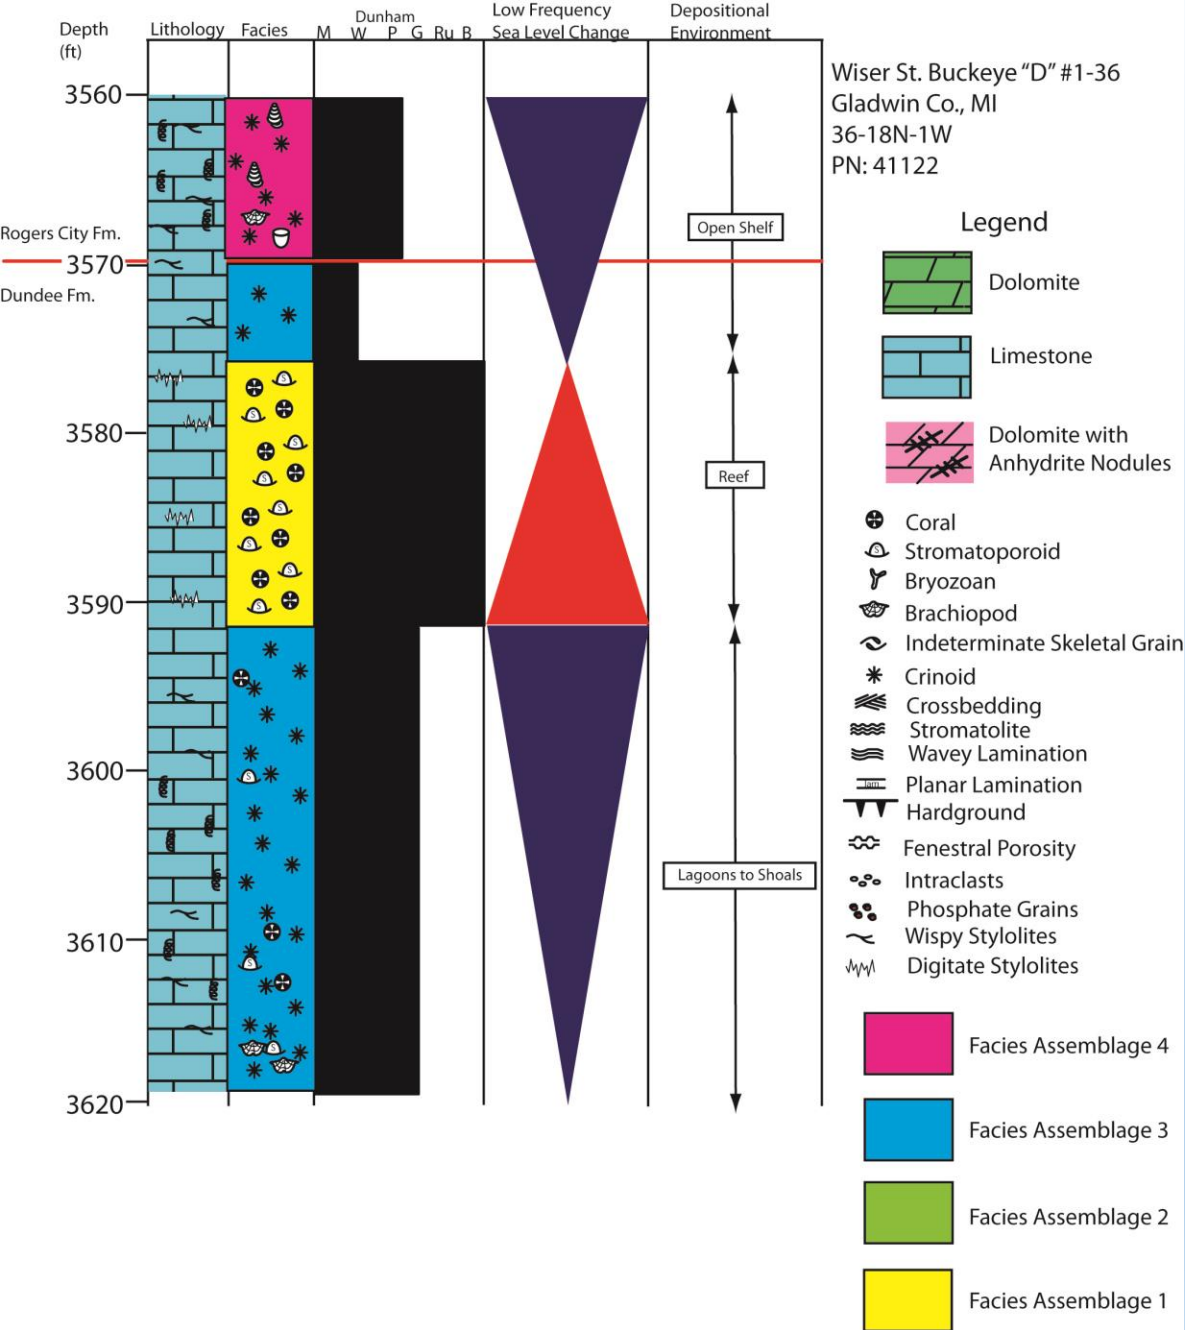 Depth
(ft)
Lithology
Facies
Dunham
M W P G Ru B
Low Frequency
Sea Level Change
Depositional
Environment
Wiser St. Buckeye “D” #1-36
Gladwin Co., MI
36-18N-1W
PN: 41122
3560
Rogers City Fm.
3570
Dundee Fm.
3580
3590
3600
3610
3620
S
S
S
S
S
S
S
S
S
S
S
Open Shelf
Reef
Lagoons to Shoals
Legend
Dolomite
Limestone
Dolomite with
Anhydrite Nodules
Coral
S
Stromatoporoid
Bryozoan
Brachiopod
Indeterminate Skeletal Grain
Crinoid
Crossbedding
Stromatolite
Wavey Lamination
lam
Planar Lamination
Hardground
Fenestral Porosity
Intraclasts
Phosphate Grains
Wispy Stylolites
Digitate Stylolites
Facies Assemblage 4
Facies Assemblage 3
Facies Assemblage 2
Facies Assemblage 1